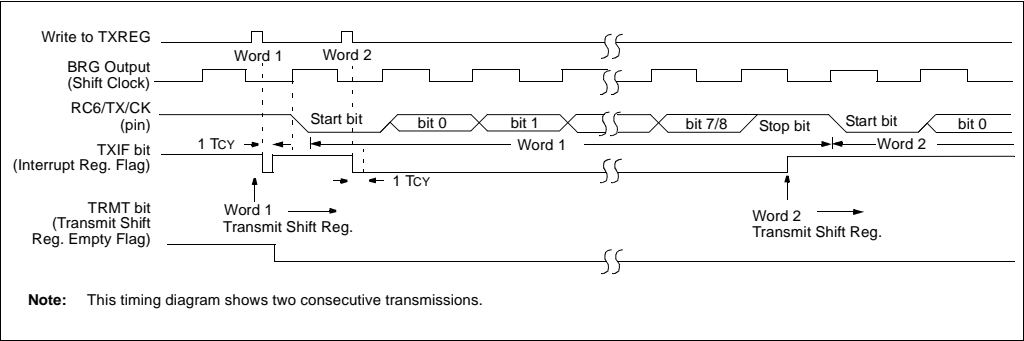 Write to TXREG
Word 1
Word 2
BRG Output
(Shift Clock)
RC6/TX/CK
(pin)
Start bit
bit 0
bit 1
bit 7/8
Stop bit
Start bit
bit 0
1 TCY
Word 1
Word 2
TXIF bit
(Interrupt Reg. Flag)
1 TCY
TRMT bit
(Transmit Shift
Reg. Empty Flag)
Word 1
Transmit Shift Reg.
Word 2
Transmit Shift Reg.
Note: This timing diagram shows two consecutive transmissions.